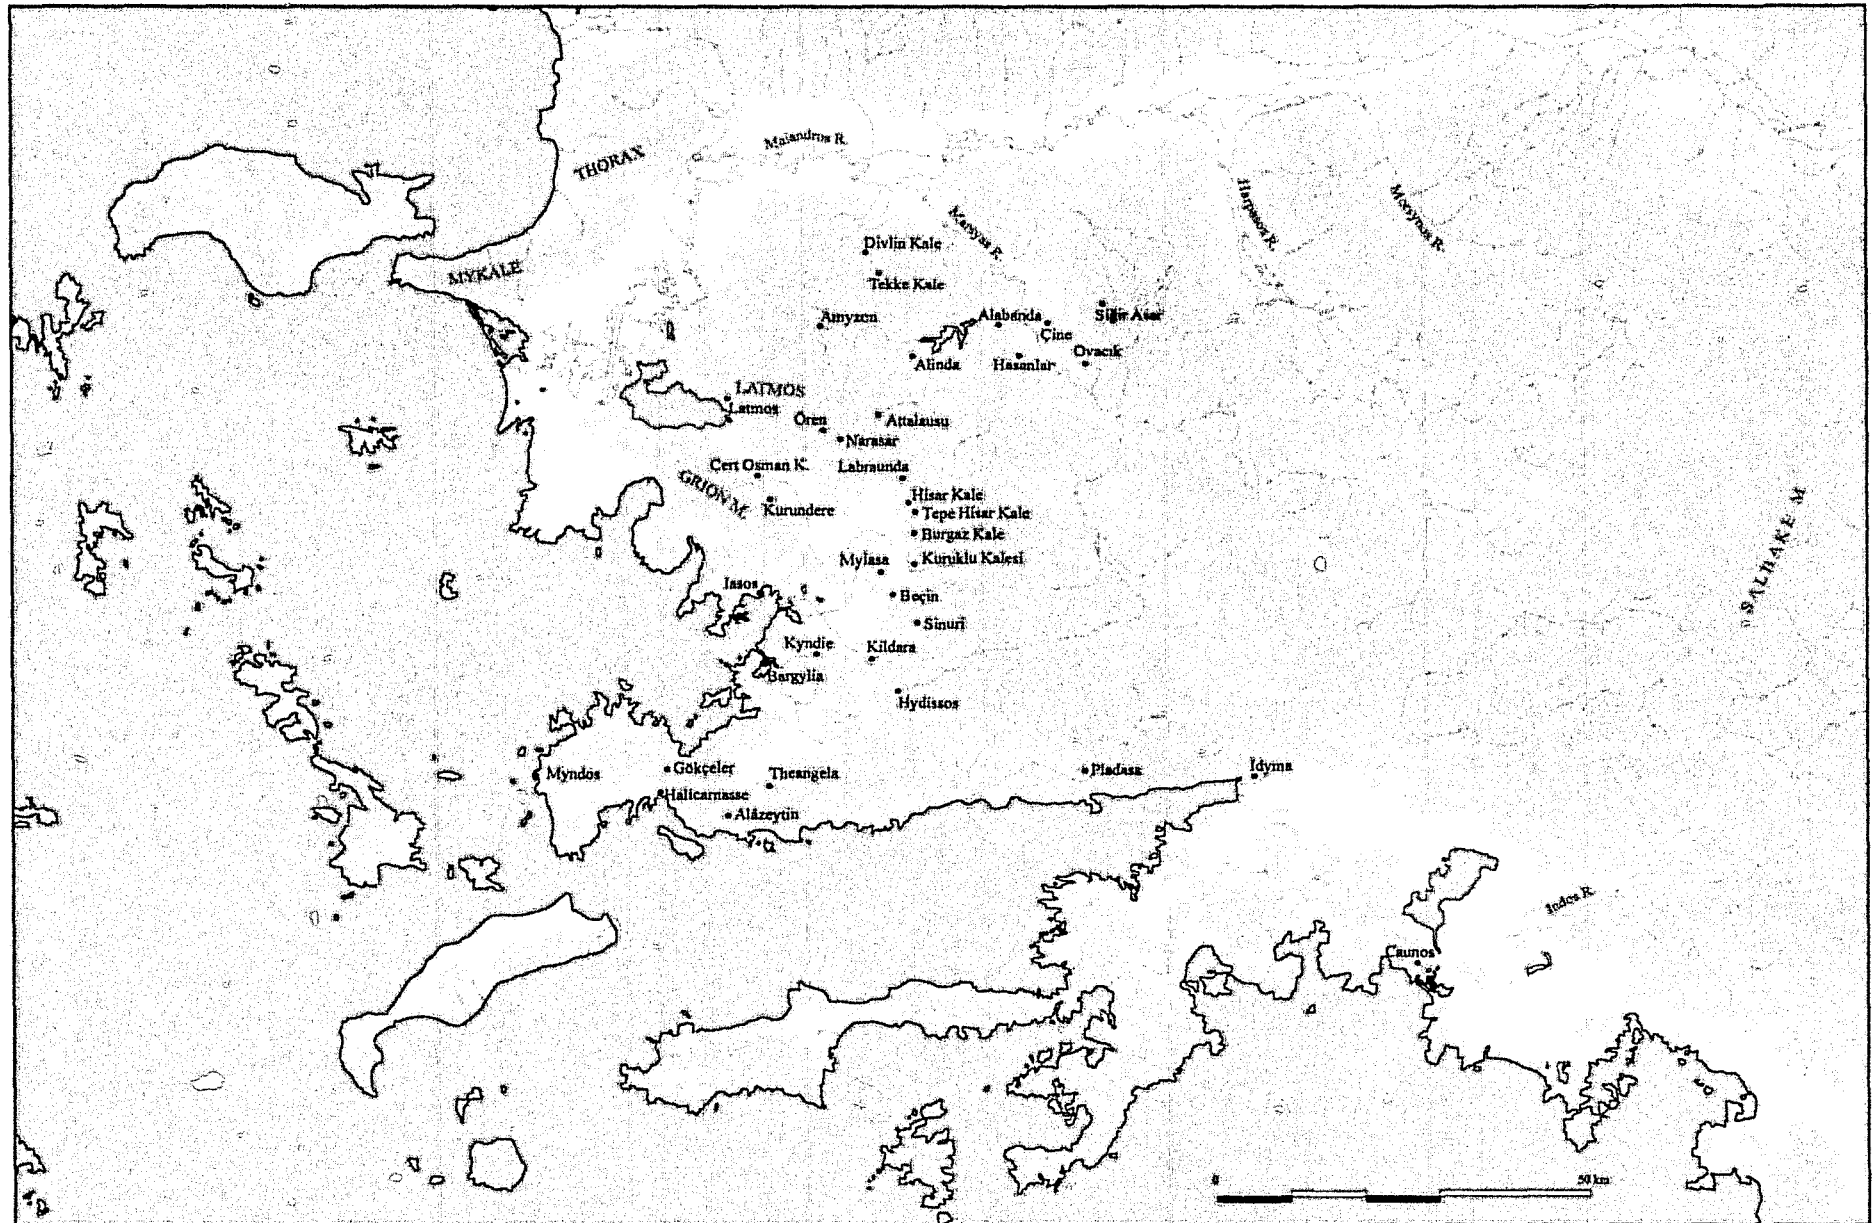 Maiandros R.
THORAX
Harpasos R.
Morsynos R.
Marsyas R.
Divlin Kale
MYKALE
Tekke Kale
Amyzon
Alabanda
Sığır Asar
Çine
Ovacık
Alinda
Hasanlar
LATMOS
Latmos
Ören
Attalausu
Narasar
Cert Osman K.
Labraunda
GRION M.
Hisar Kale
Kurundere
Tepe Hisar Kale
SALBAKE M
Burgaz Kale
Mylasa
Kuruklu Kalesi
Iasos
Beçin
Sinuri
Kyndie
Kildara
Bargylia
Hydissos
Myndos
Gökçeler
Theangela
Pladasa
Idyma
Halicarnasse
Alâzeytin
Indos R.
Caunos
0
50 km